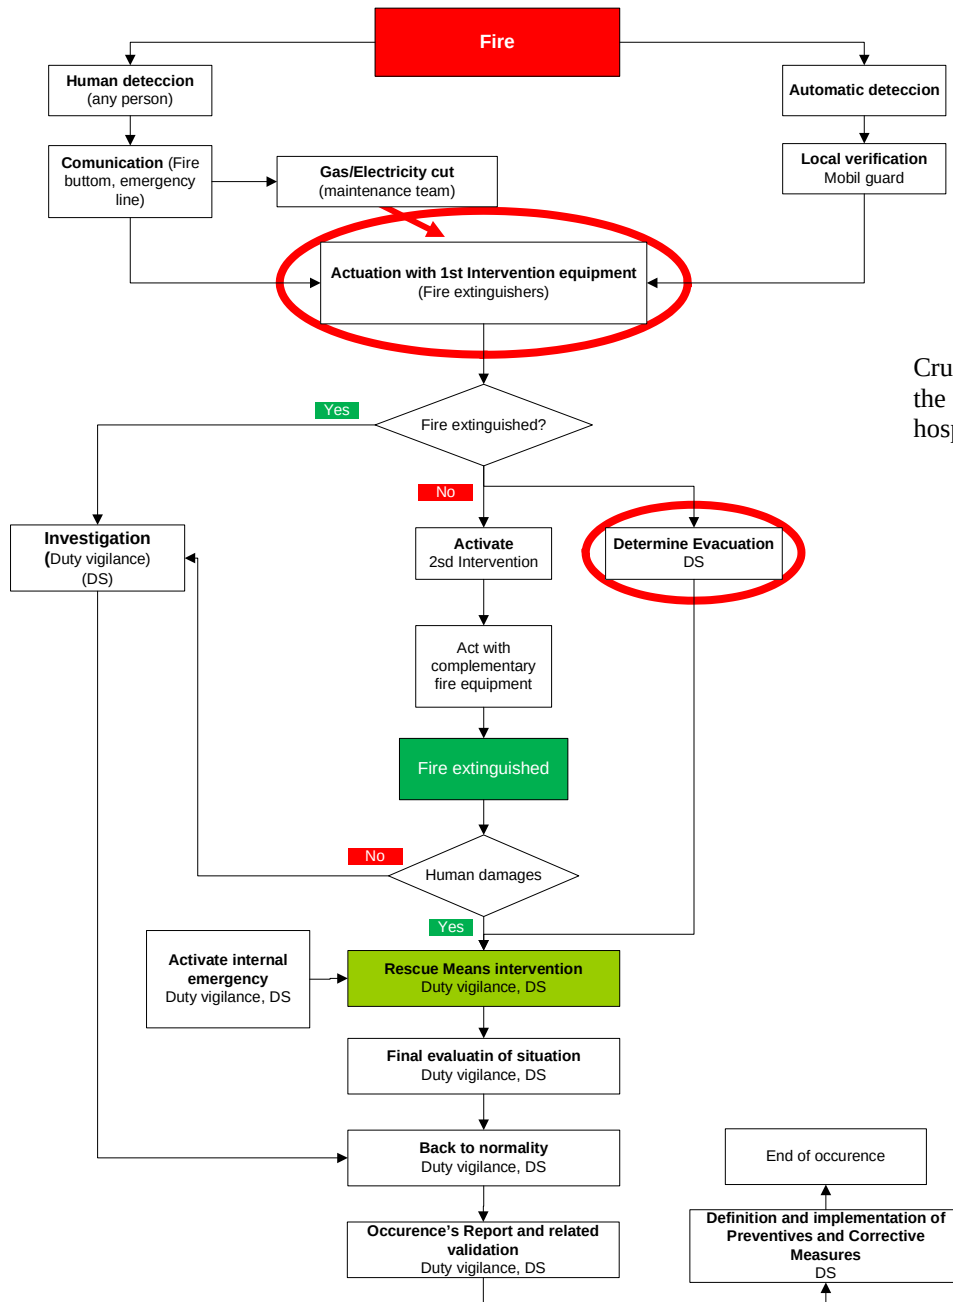 Fire
Human deteccion
(any person)
Automatic deteccion
Comunication (Fire
buttom, emergency
line)
Gas/Electricity cut
(maintenance team)
Local verification
Mobil guard
Actuation with 1st Intervention equipment
(Fire extinguishers)
Cru
the
hosp
Yes
Fire extinguished?
No
Investigation
(Duty vigilance)
(DS)
Activate
2sd Intervention
Determine Evacuation
DS
Act with
complementary
fire equipment
Fire extinguished
No
Human damages
Yes
Activate internal
emergency
Duty vigilance, DS
Rescue Means intervention
Duty vigilance, DS
Final evaluatin of situation
Duty vigilance, DS
Back to normality
Duty vigilance, DS
End of occurence
Occurence's Report and related
validation
Duty vigilance, DS
Definition and implementation of
Preventives and Corrective
Measures
DS